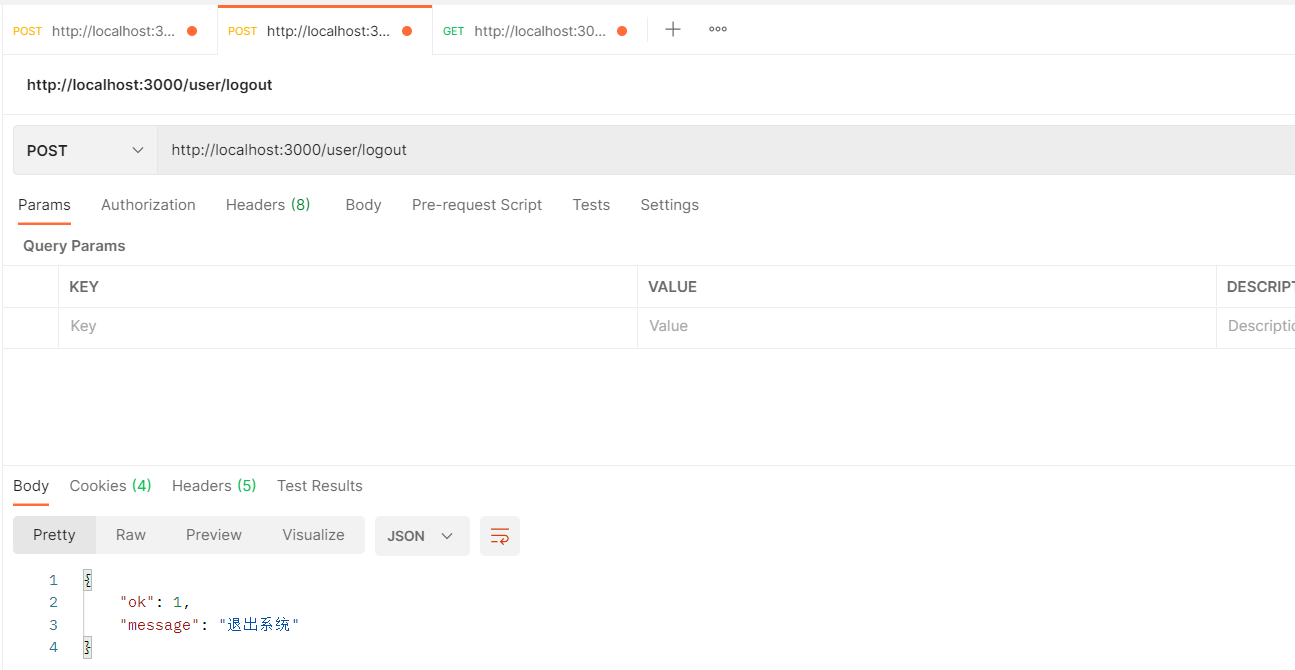 POST http://localhost:3... POST http://localhost:3... GET http://localhost:30...
http://localhost:3000/user/logout
POST http://localhost:3000/user/logout
Params Authorization Headers (8) Body Pre-request Script Tests Settings
Query Params
KEY VALUE DESCRIPT
Key Value Descriptio
Body Cookies (4) Headers (5) Test Results
Pretty Raw Preview Visualize JSON
1 {
2 "ok": 1,
3 "message": "退出系统"
4 }